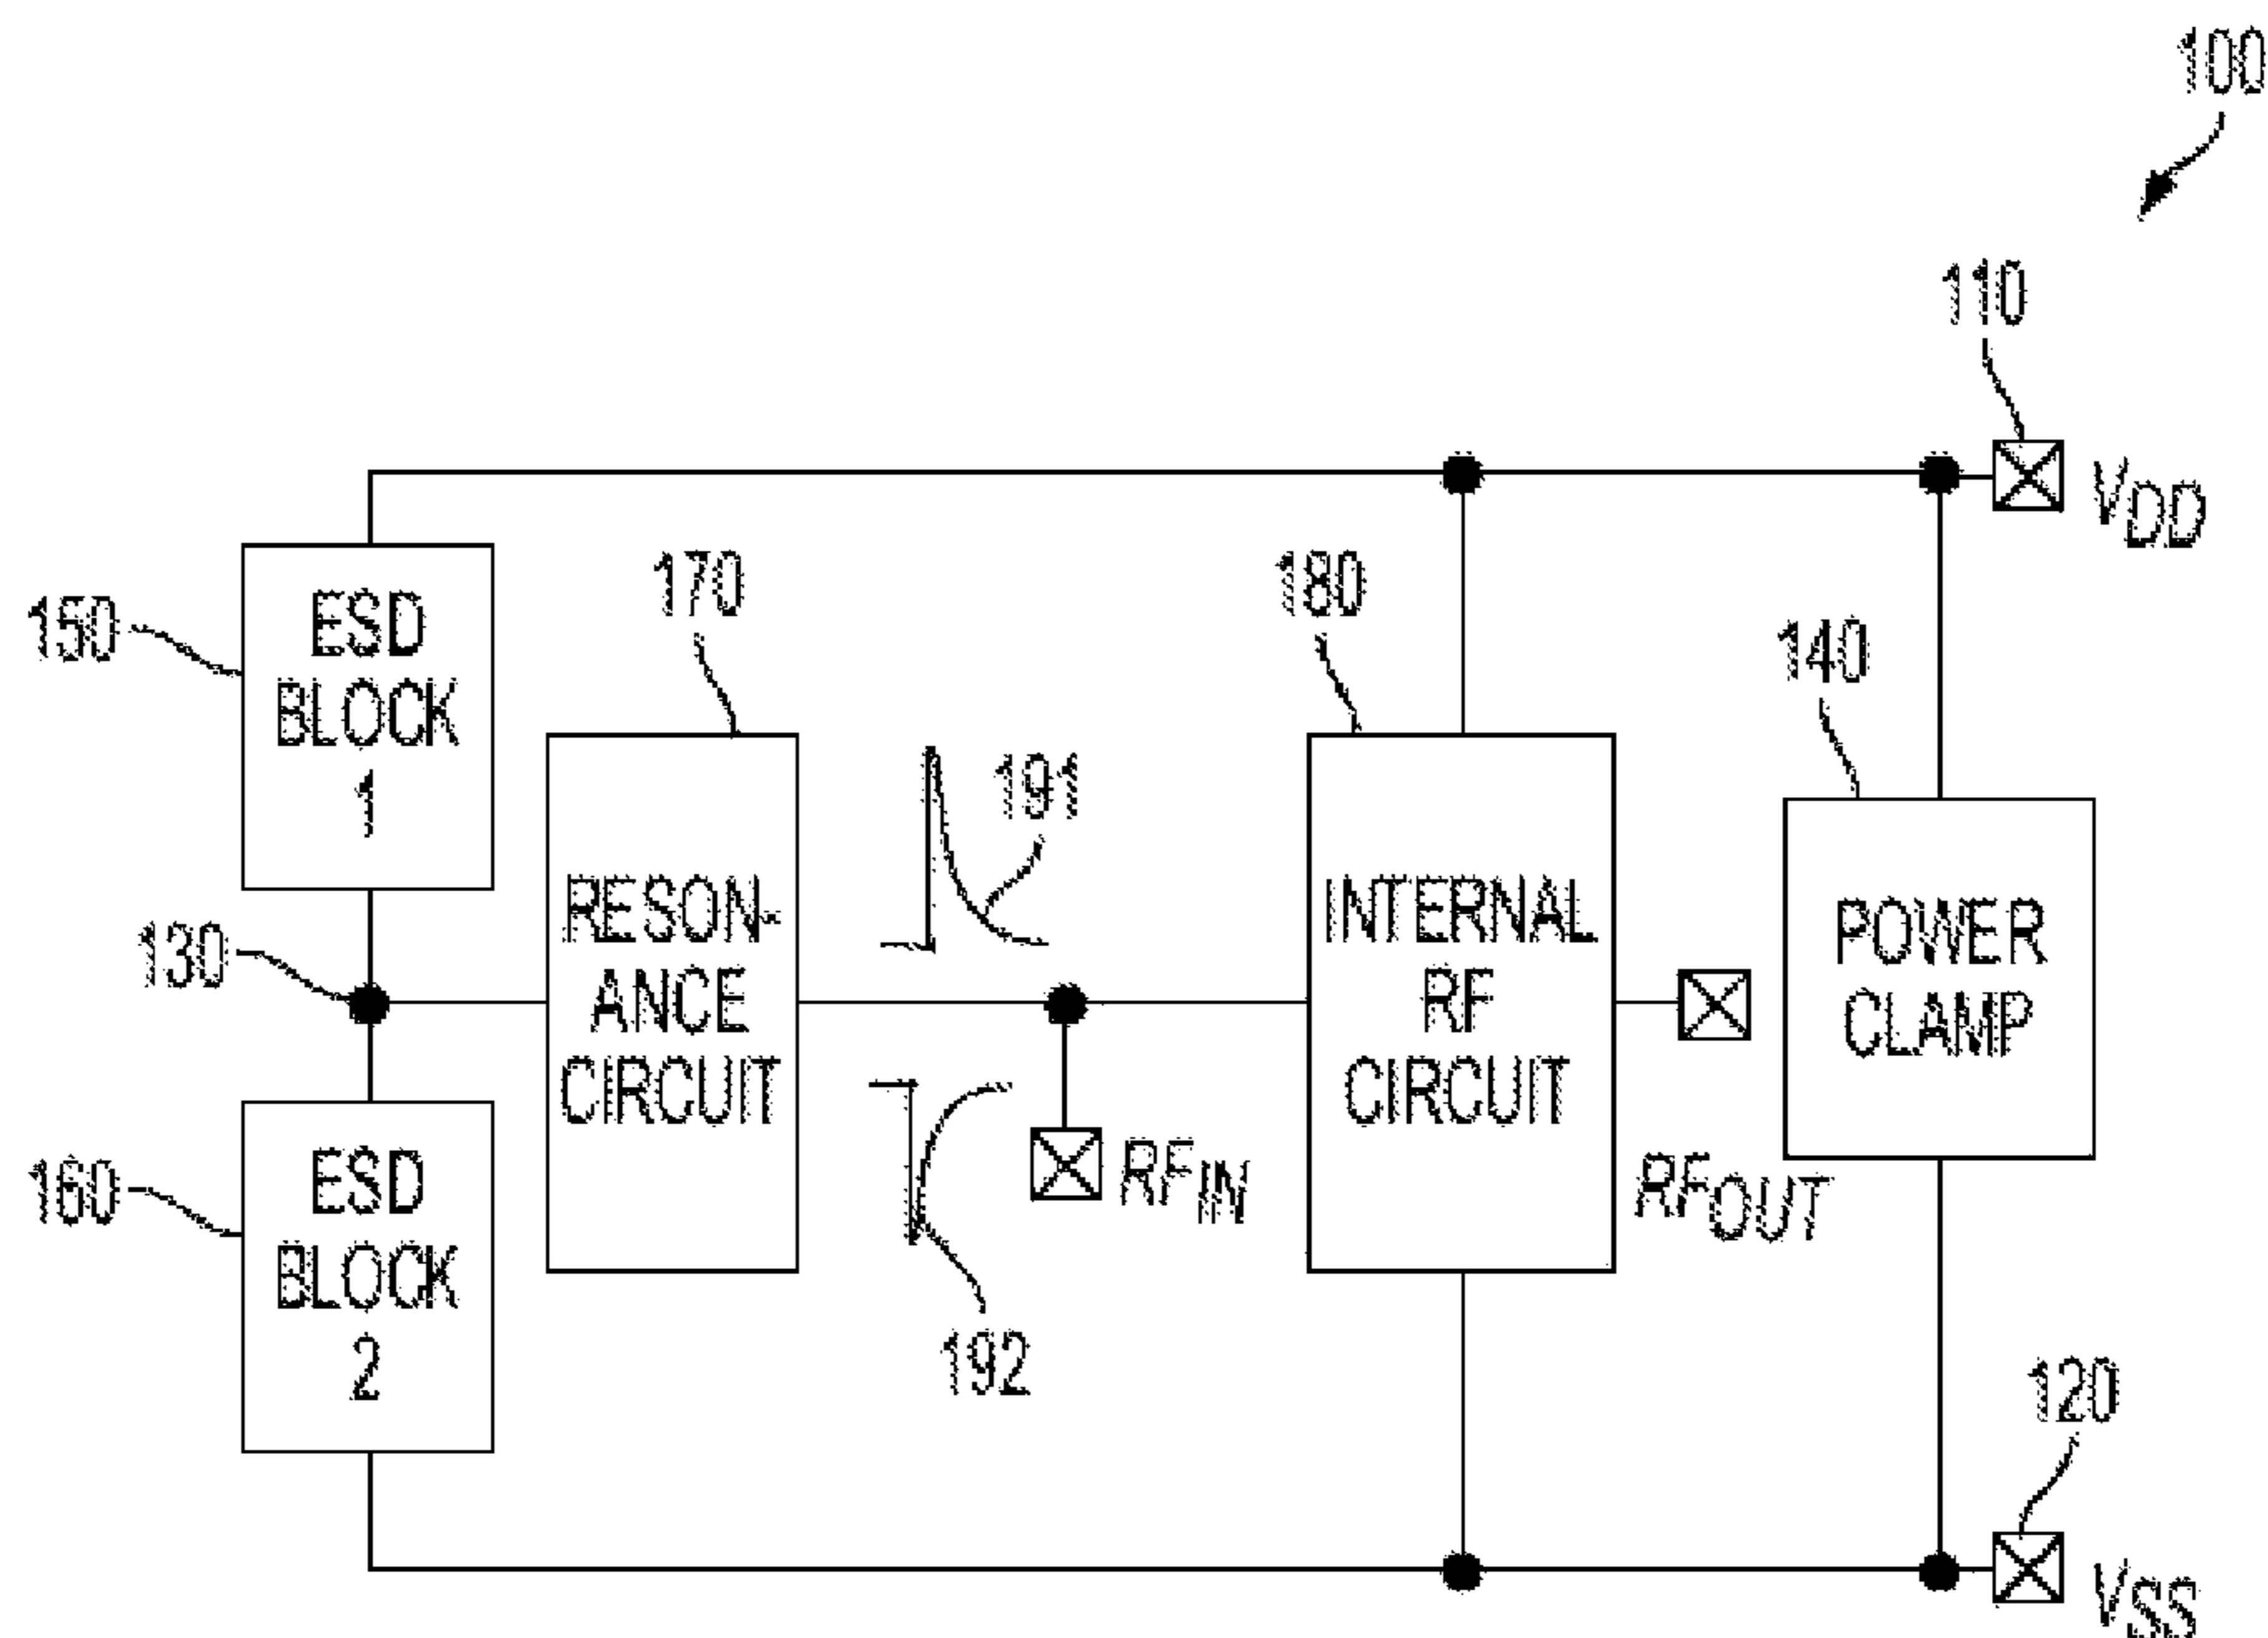 100
110
VDD
150
ESD
BLOCK
1
170
180
140
191
130
RESON-
ANCE
CIRCUIT
INTERNAL
RF
CIRCUIT
POWER
CLAMP
160
ESD
BLOCK
2
RFIN
RFOUT
192
120
VSS